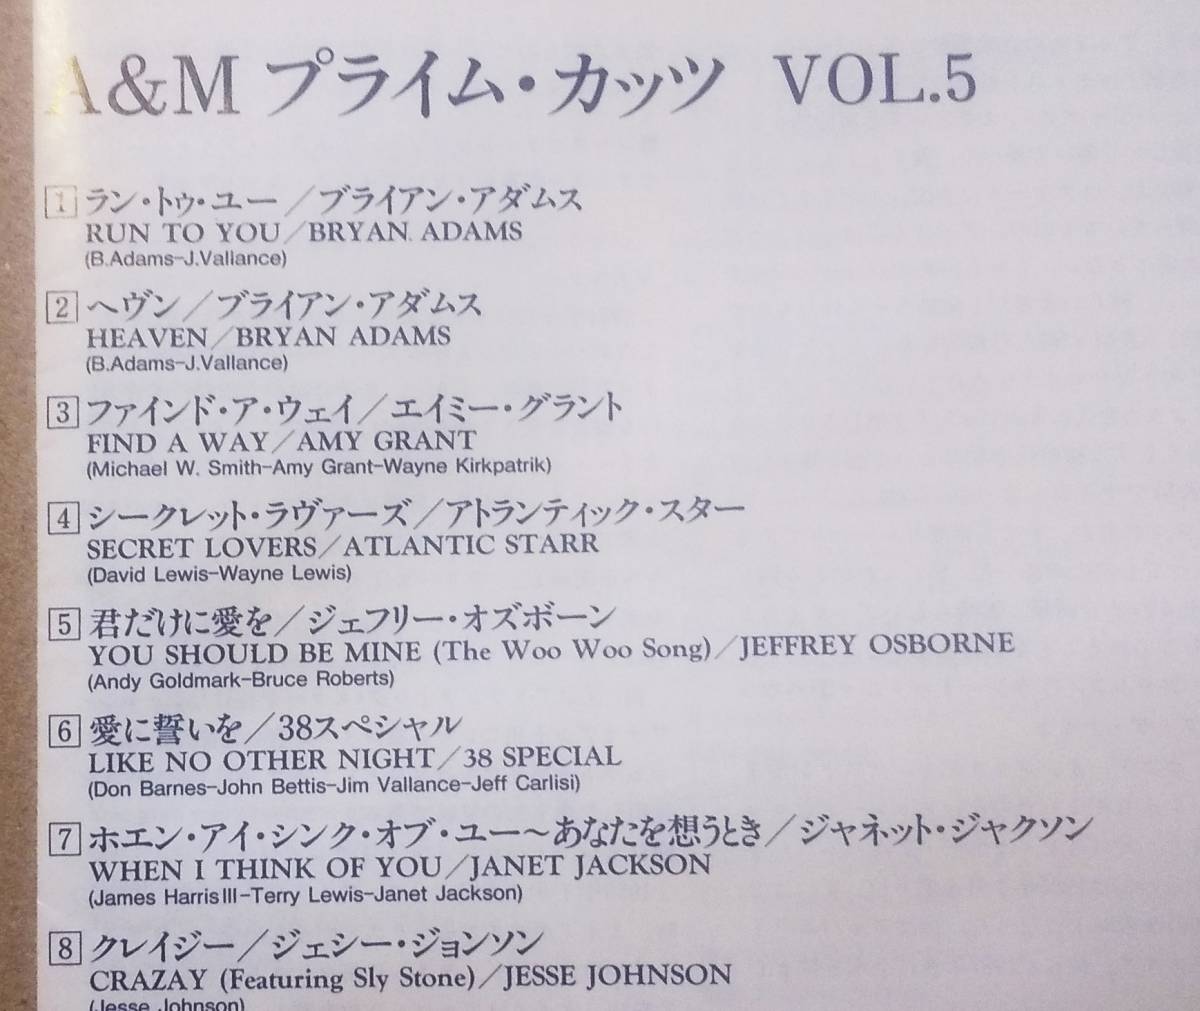 A&M プライム・カッツ VOL.5
1 ラン・トゥ・ユー／ブライアン・アダムス
RUN TO YOU／BRYAN ADAMS
(B.Adams–J.Vallance)
2 ヘヴン／ブライアン・アダムス
HEAVEN／BRYAN ADAMS
(B.Adams–J.Vallance)
3 ファインド・ア・ウェイ／エイミー・グラント
FIND A WAY／AMY GRANT
(Michael W. Smith–Amy Grant–Wayne Kirkpatrik)
4 シークレット・ラヴァーズ／アトランティック・スター
SECRET LOVERS／ATLANTIC STARR
(David Lewis–Wayne Lewis)
5 君だけに愛を／ジェフリー・オズボーン
YOU SHOULD BE MINE (The Woo Woo Song)／JEFFREY OSBORNE
(Andy Goldmark–Bruce Roberts)
6 愛に誓いを／38スペシャル
LIKE NO OTHER NIGHT／38 SPECIAL
(Don Barnes–John Bettis–Jim Vallance–Jeff Carlisi)
7 ホエン・アイ・シンク・オブ・ユー〜あなたを想うとき／ジャネット・ジャクソン
WHEN I THINK OF YOU／JANET JACKSON
(James Harris III–Terry Lewis–Janet Jackson)
8 クレイジー／ジェシー・ジョンソン
CRAZAY (Featuring Sly Stone)／JESSE JOHNSON
(Jesse Johnson)